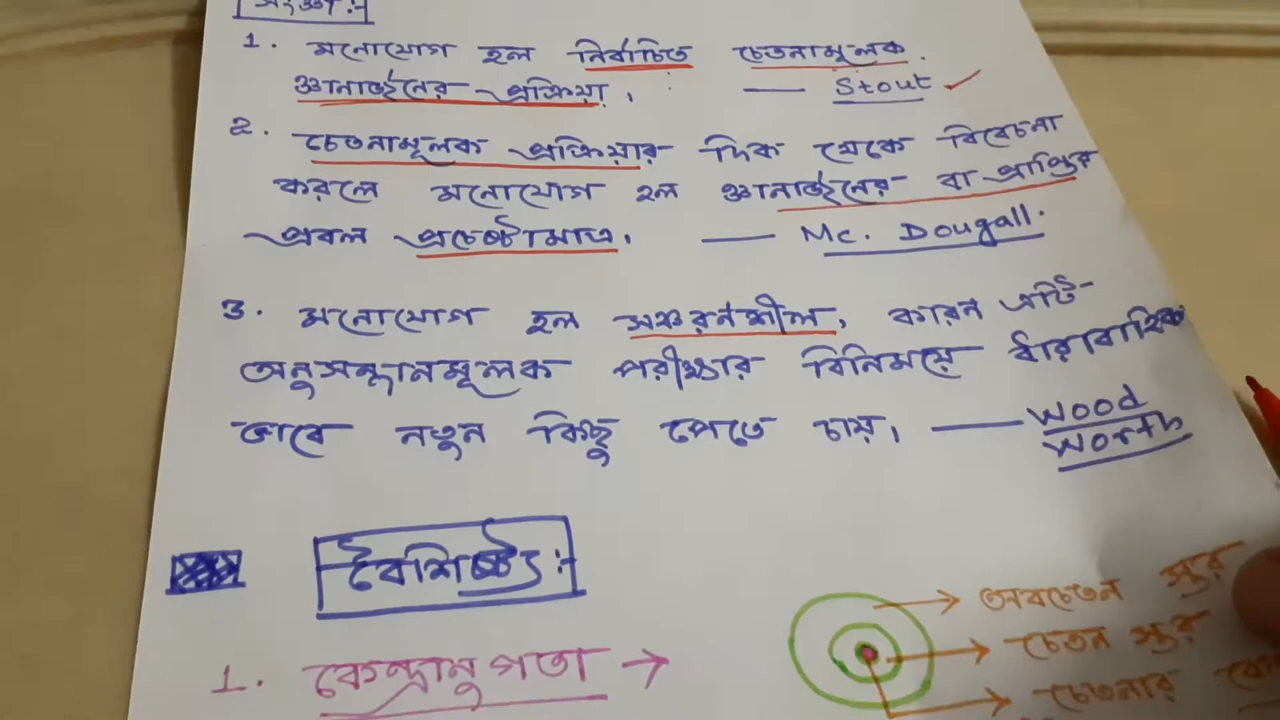 সংজ্ঞা :-
1. মনোযোগ হল নির্বাচিত চেতনামূলক
জ্ঞানার্জনের প্রক্রিয়া। — Stout ✓
2. চেতনামূলক প্রক্রিয়ার দিক থেকে বিবেচনা
করলে মনোযোগ হল জ্ঞানার্জনের বা প্রাপ্তির
প্রবল প্রচেষ্টামাত্র। — Mc. Dougall.
3. মনোযোগ হল সঞ্চরনশীল, কারন এটি
অনুসন্ধানমূলক পরীক্ষার বিনিময়ে ধারাবাহিক
ভাবে নতুন কিছু পেতে চায়। — Wood
Worth
বৈশিষ্ট্য :-
1. কেন্দ্রানুগতা →
→ অবচেতন স্তর
→ চেতন স্তর
→ চেতনার